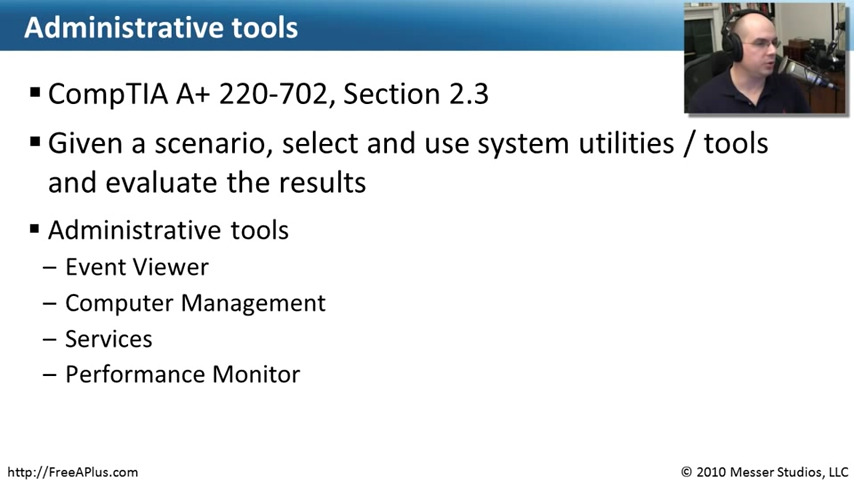 Administrative tools
▪ CompTIA A+ 220-702, Section 2.3
▪ Given a scenario, select and use system utilities / tools
and evaluate the results
▪ Administrative tools
– Event Viewer
– Computer Management
– Services
– Performance Monitor
http://FreeAPlus.com
© 2010 Messer Studios, LLC